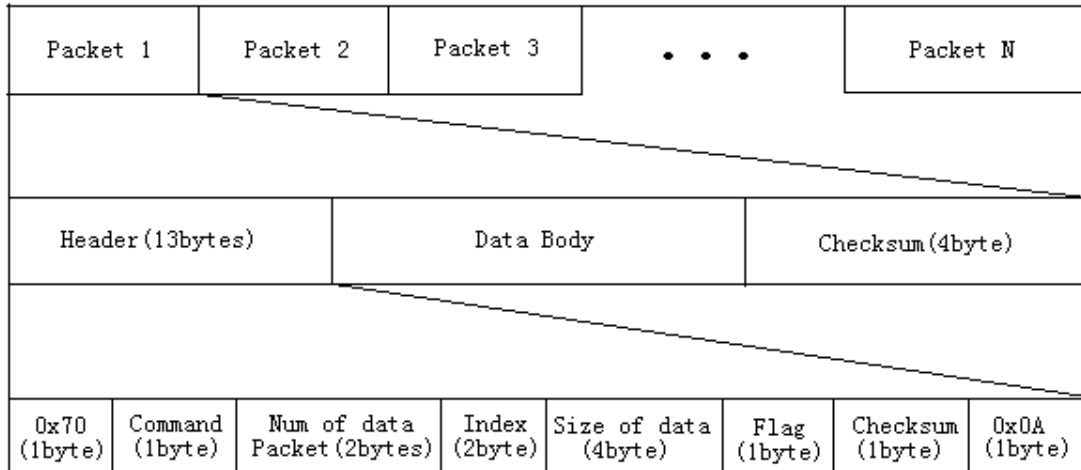 Packet 1
Packet 2
Packet 3
• • •
Packet N
Header(13bytes)
Data Body
Checksum(4byte)
0x70
(1byte)
Command
(1byte)
Num of data
Packet(2bytes)
Index
(2byte)
Size of data
(4byte)
Flag
(1byte)
Checksum
(1byte)
0x0A
(1byte)